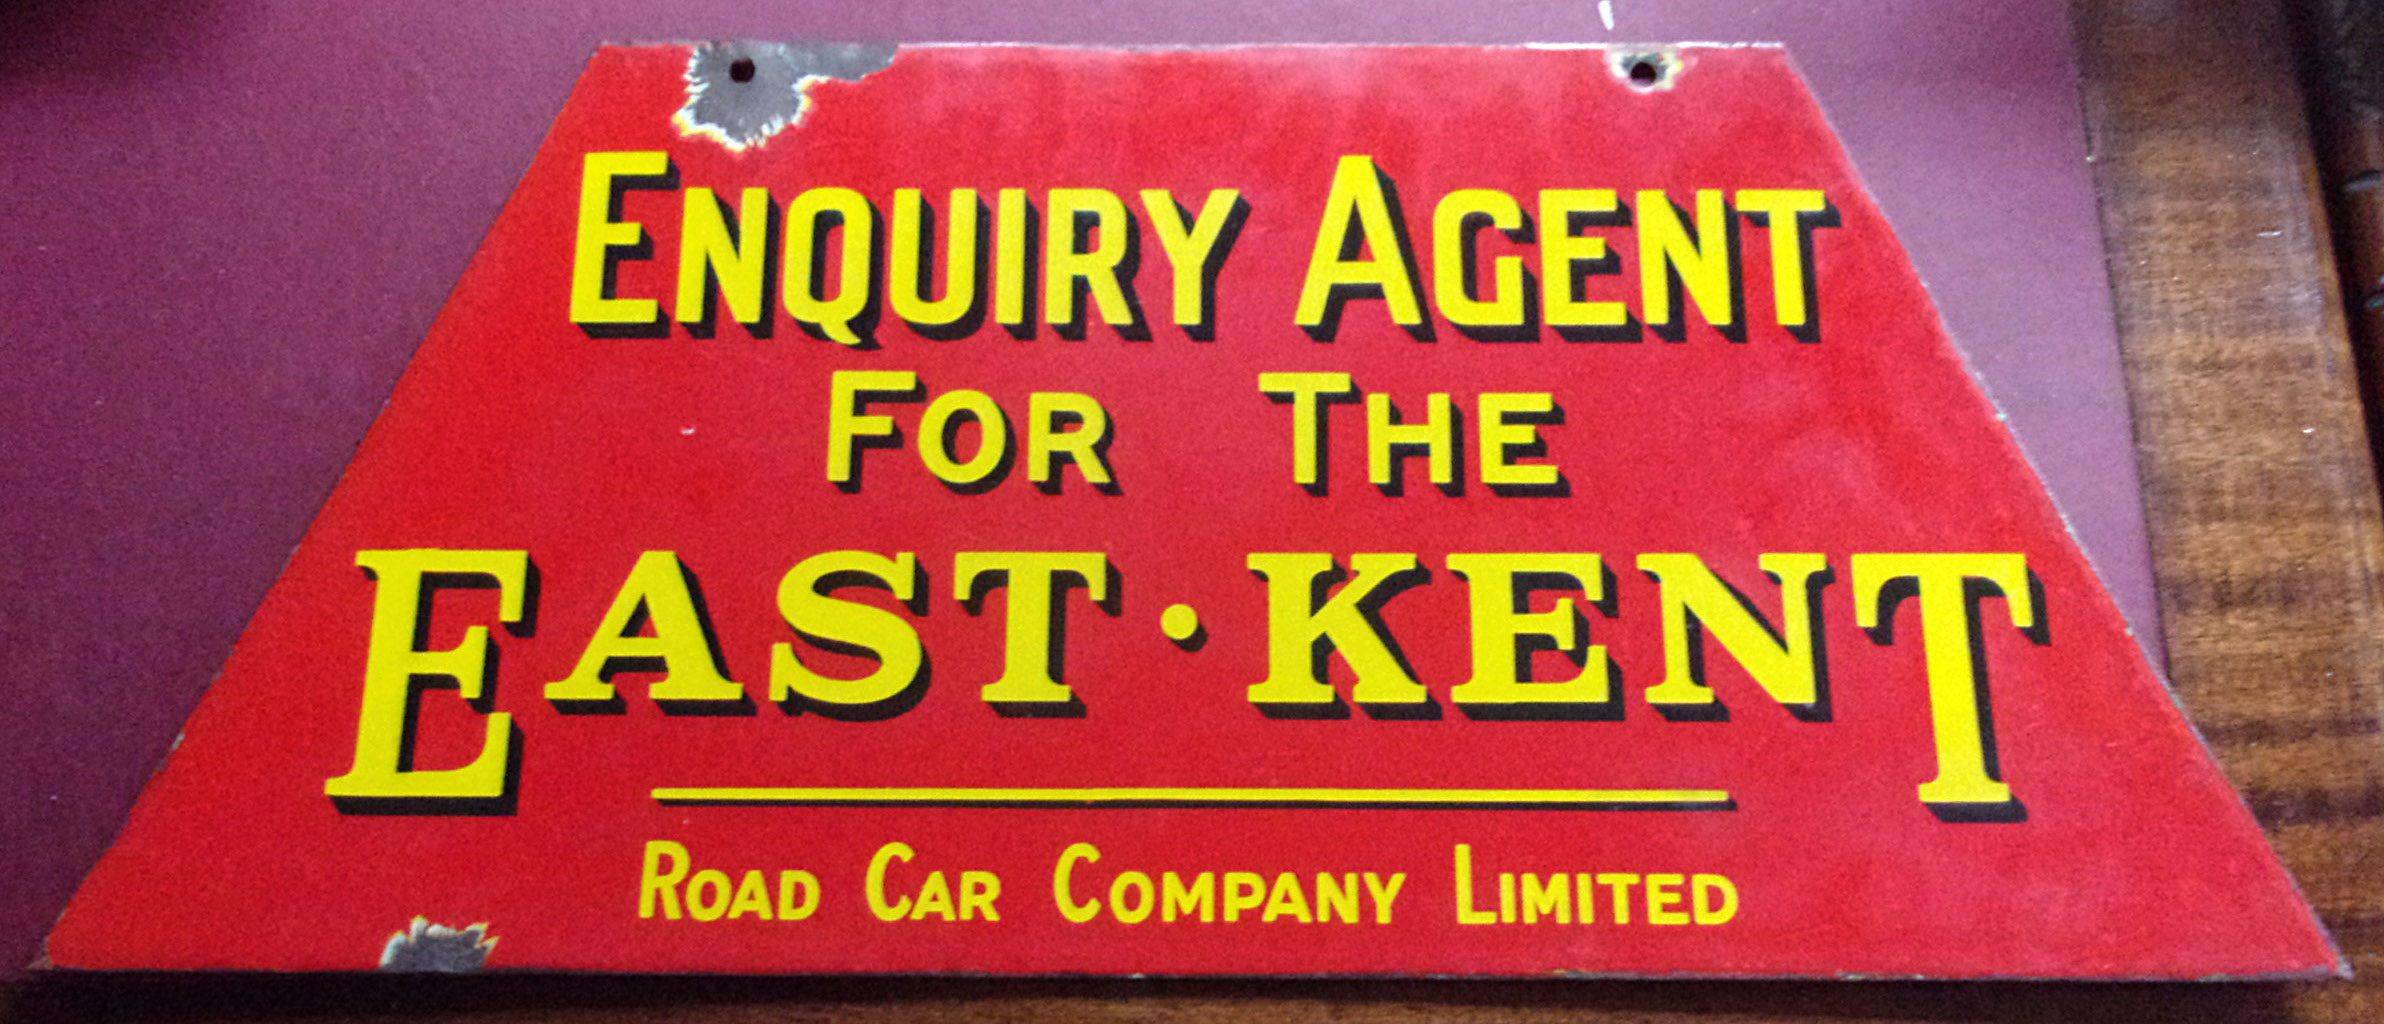 ENQUIRY AGENT
FOR THE
EAST·KENT
ROAD CAR COMPANY LIMITED